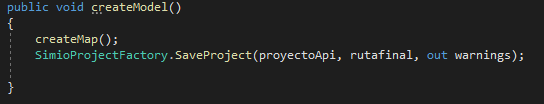 public void createModel()
{
createMap();
SimioProjectFactory.SaveProject(proyectoApi, rutafinal, out warnings);
}